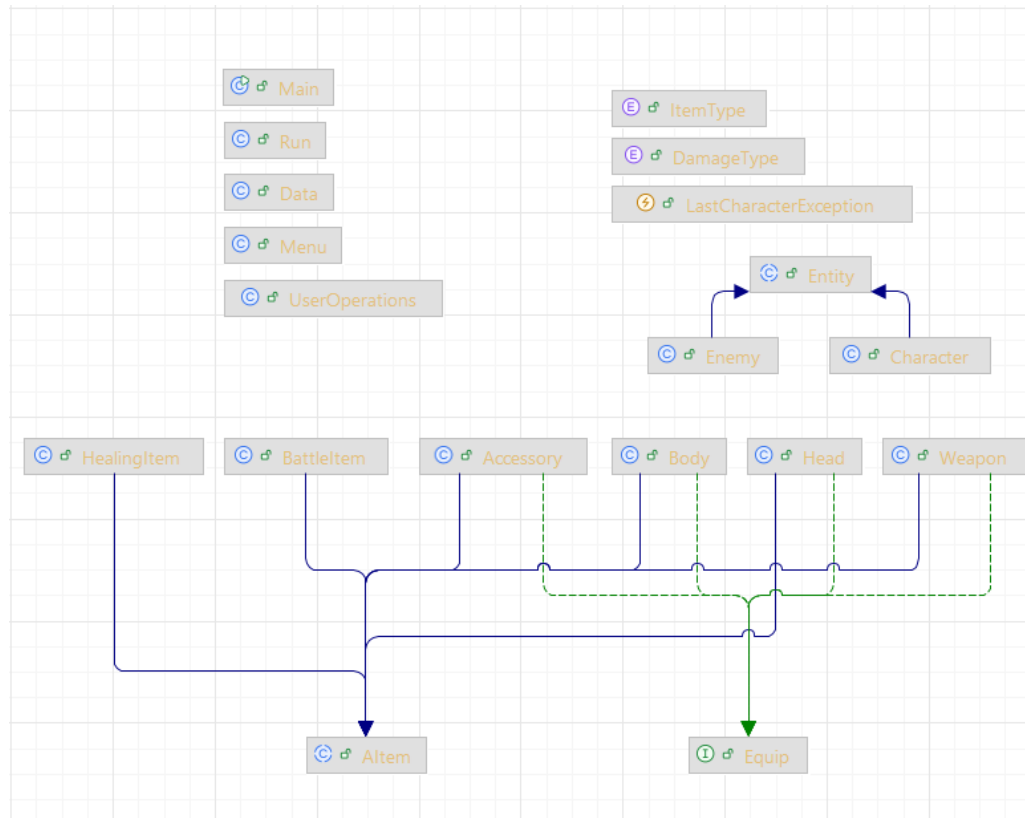 Main
Run
Data
Menu
UserOperations
ItemType
DamageType
LastCharacterException
Entity
Enemy
Character
HealingItem
BattleItem
Accessory
Body
Head
Weapon
AItem
Equip